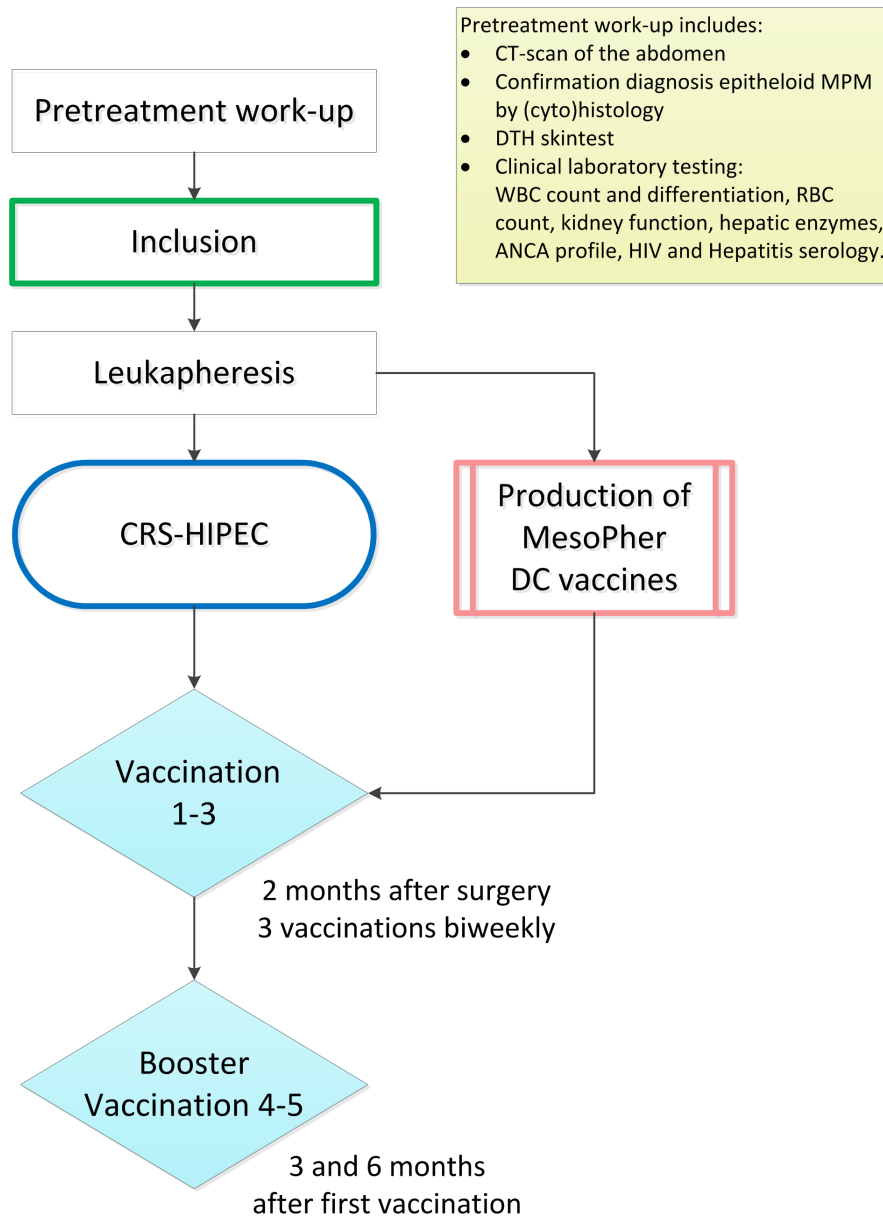 Pretreatment work-up includes:
• CT-scan of the abdomen
• Confirmation diagnosis epitheloid MPM
by (cyto)histology
• DTH skintest
• Clinical laboratory testing:
WBC count and differentiation, RBC
count, kidney function, hepatic enzymes,
ANCA profile, HIV and Hepatitis serology.
Pretreatment work-up
Inclusion
Leukapheresis
CRS-HIPEC
Production of
MesoPher
DC vaccines
Vaccination
1-3
2 months after surgery
3 vaccinations biweekly
Booster
Vaccination 4-5
3 and 6 months
after first vaccination